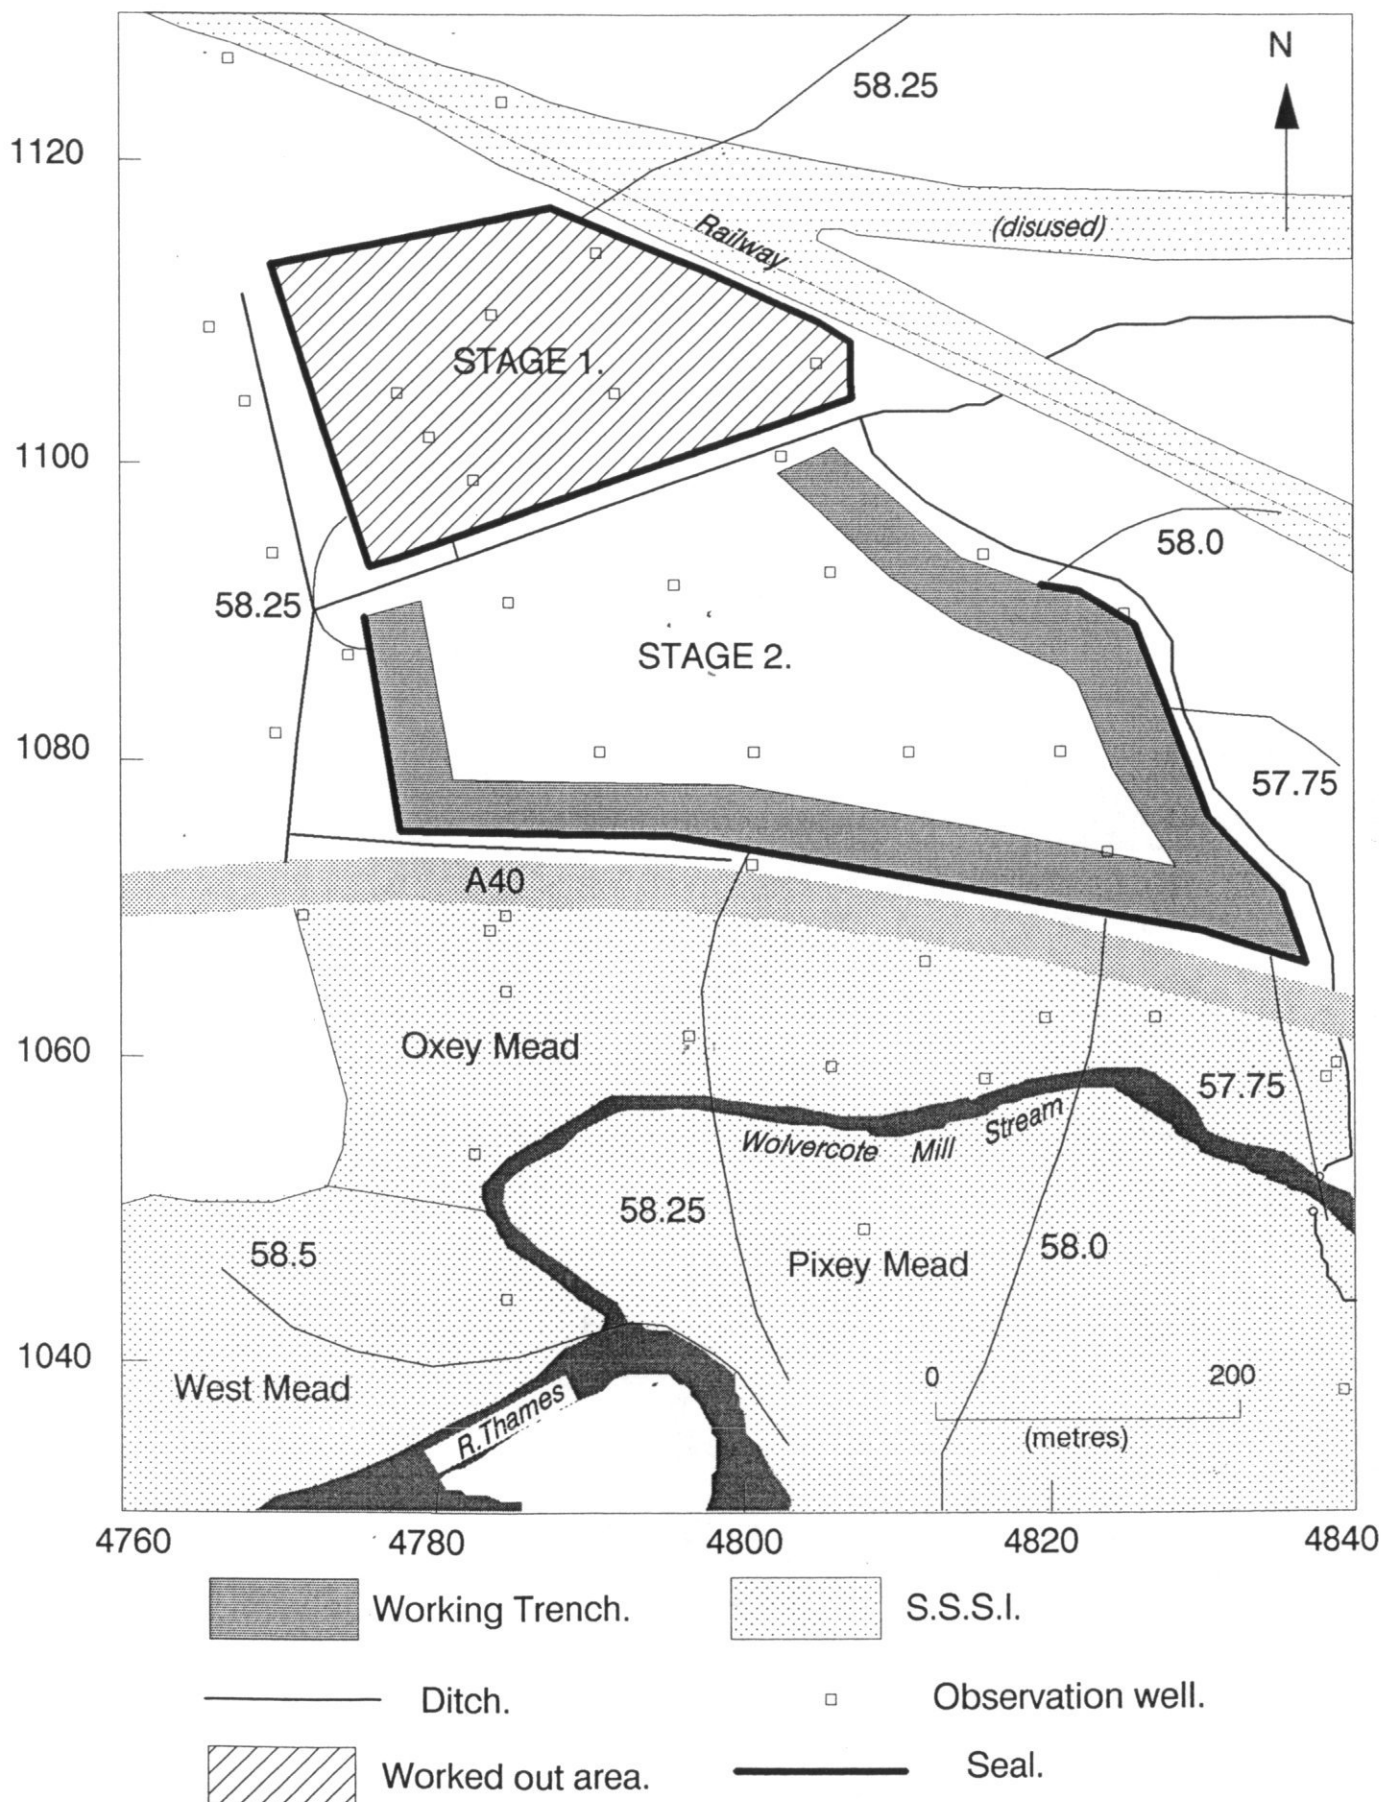 N
58.25
1120
Railway
(disused)
STAGE 1.
1100
58.0
58.25
STAGE 2.
1080
57.75
A40
Oxey Mead
1060
57.75
Wolvercote Mill Stream
58.25
58.5
Pixey Mead
58.0
1040
West Mead
0 200
(metres)
R.Thames
4760 4780 4800 4820 4840
Working Trench. S.S.S.I.
Ditch. Observation well.
Worked out area. Seal.